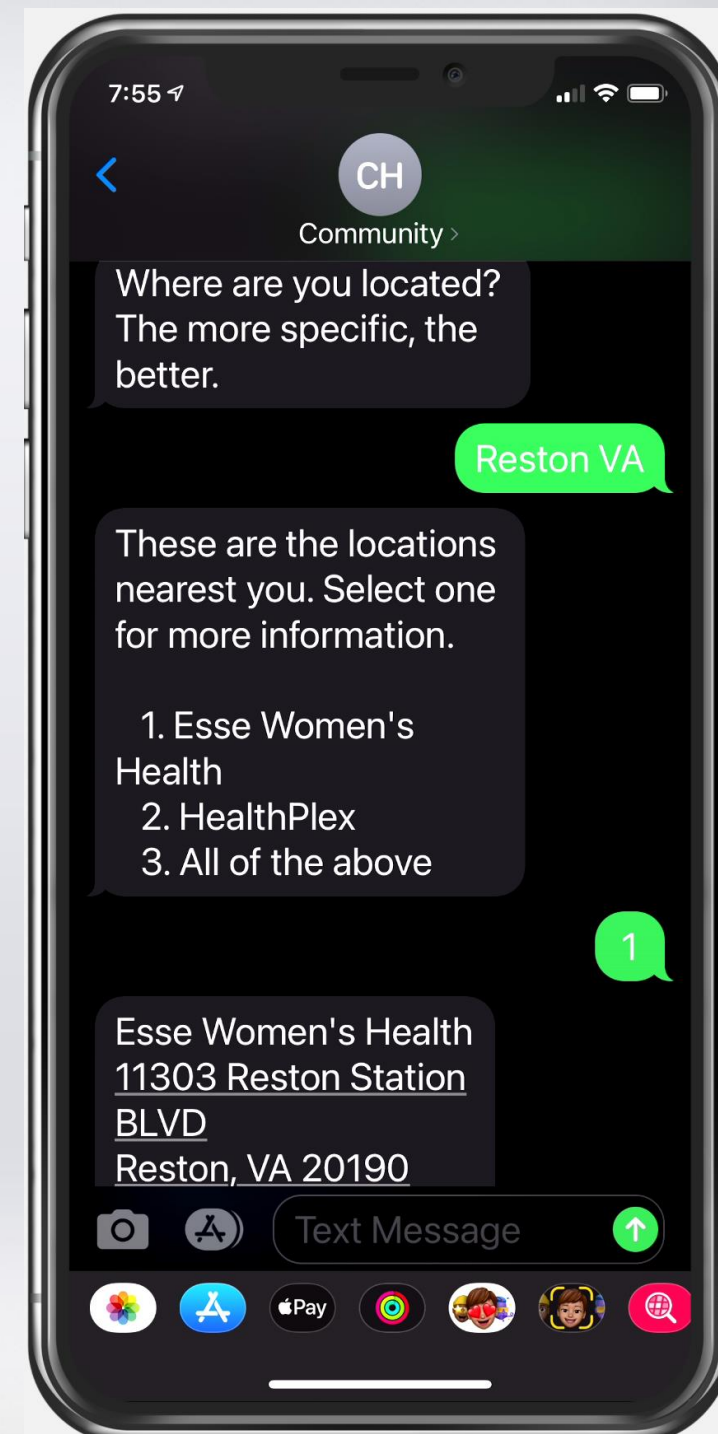 7:55
CH
Community >
Where are you located?
The more specific, the
better.
Reston VA
These are the locations
nearest you. Select one
for more information.
1. Esse Women's
Health
2. HealthPlex
3. All of the above
1
Esse Women's Health
11303 Reston Station
BLVD
Reston, VA 20190
Text Message
Pay